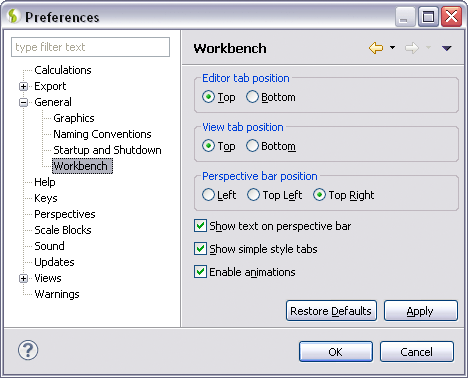 Preferences
type filter text
Calculations
Export
General
Graphics
Naming Conventions
Startup and Shutdown
Workbench
Help
Keys
Perspectives
Scale Blocks
Sound
Updates
Views
Warnings
Workbench
Editor tab position
Top Bottom
View tab position
Top Bottom
Perspective bar position
Left Top Left Top Right
Show text on perspective bar
Show simple style tabs
Enable animations
Restore Defaults Apply
? OK Cancel